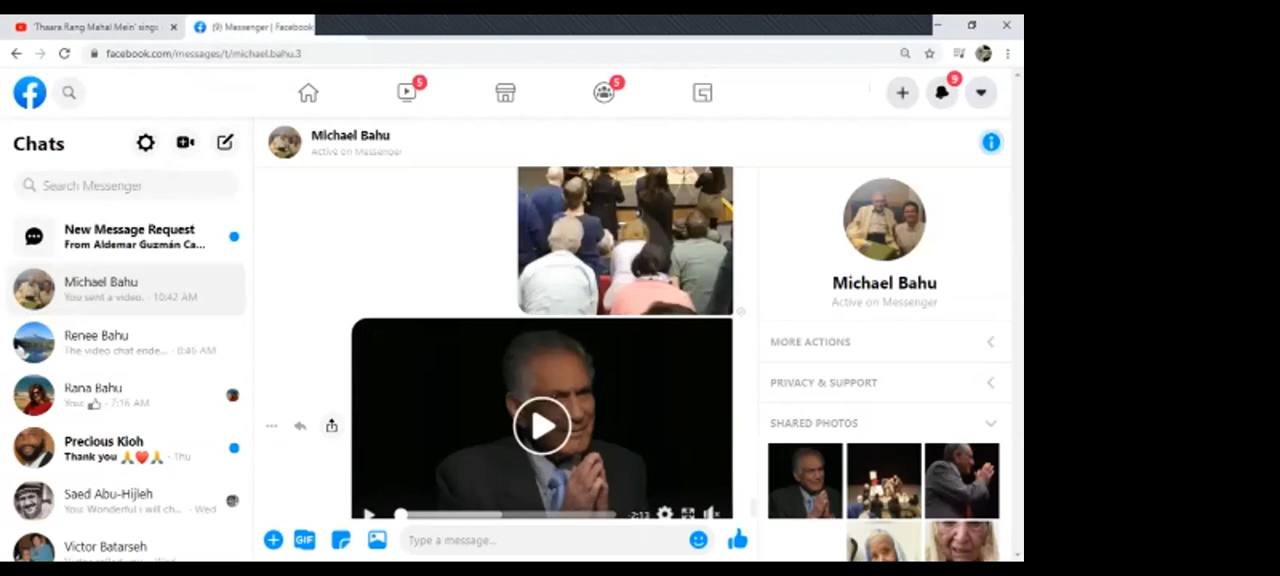 'Thaara Rang Mahal Mein' sings
(9) Messenger | Facebook
facebook.com/messages/t/michael.bahu.3
5
5
9
Chats
Search Messenger
New Message Request
From Aldemar Guzmán Ca...
Michael Bahu
You sent a video. · 10:42 AM
Renee Bahu
The video chat ende... · 8:46 AM
Rana Bahu
You: 👍 · 7:16 AM
Precious Kioh
Thank you 🙏❤️🙏 · Thu
Saed Abu-Hijleh
You: Wonderful i will ch... · Wed
Victor Batarseh
Michael Bahu
Active on Messenger
-2:13
GIF
Type a message...
Michael Bahu
Active on Messenger
MORE ACTIONS
PRIVACY & SUPPORT
SHARED PHOTOS